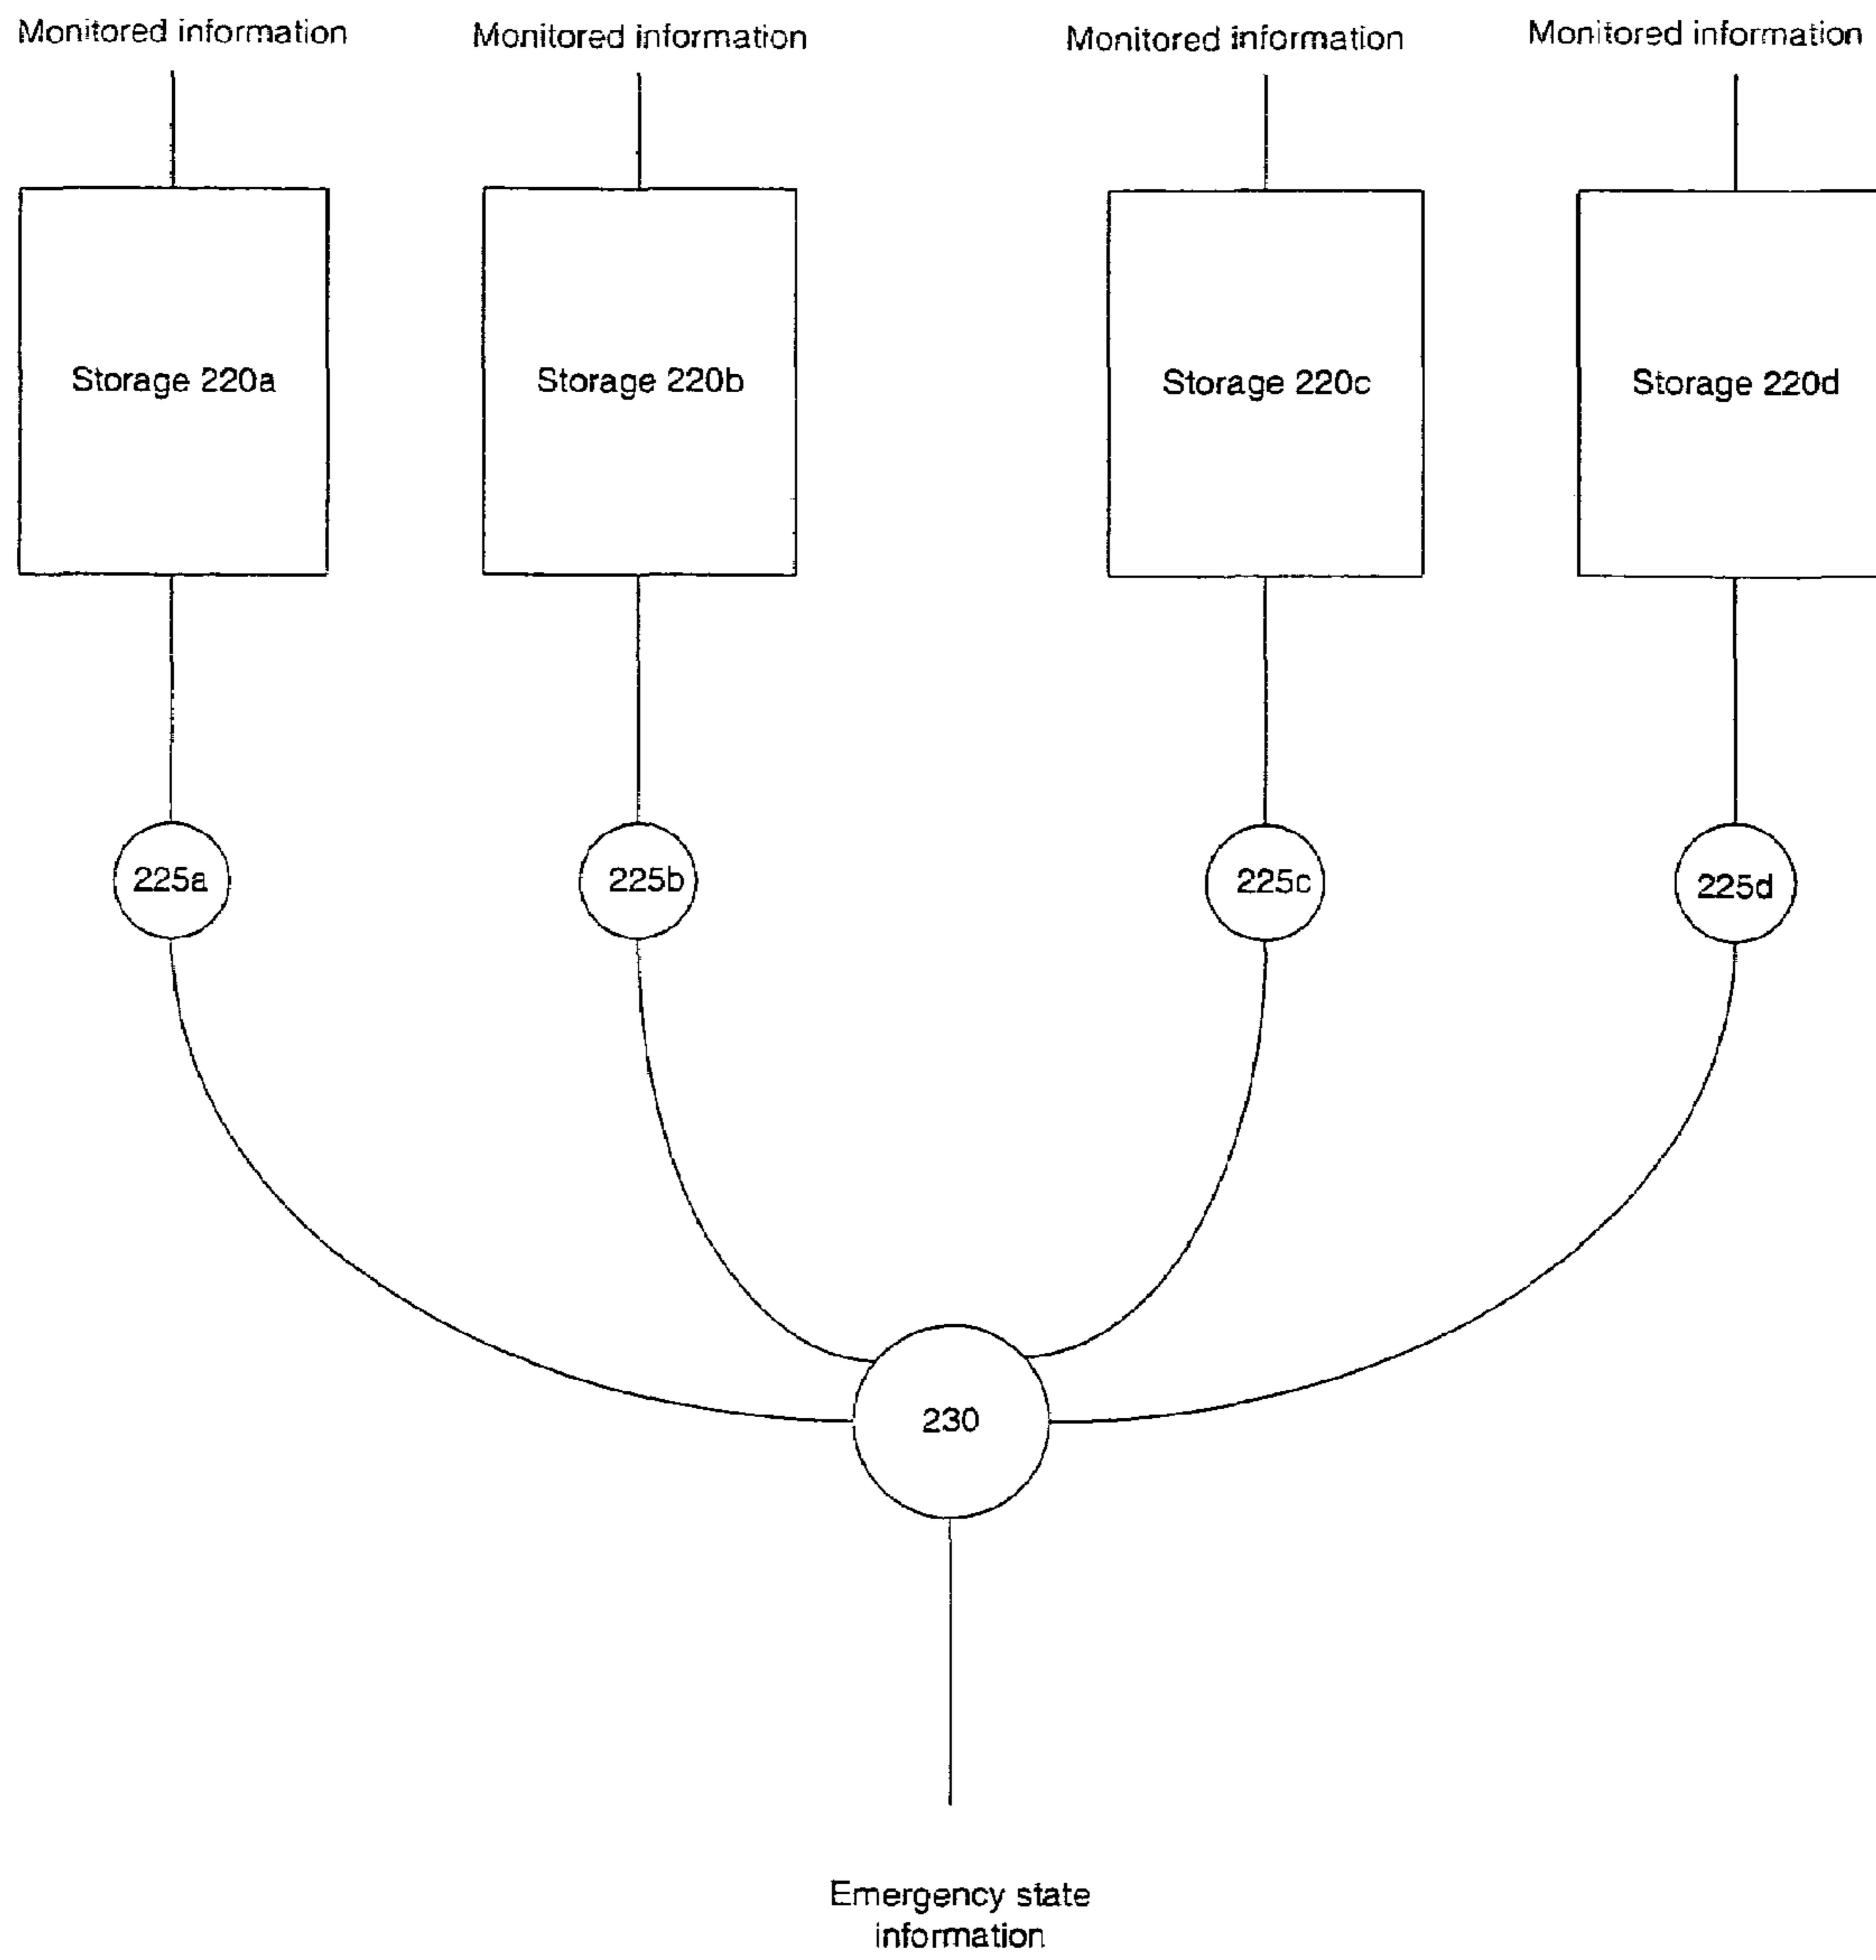 Monitored information
Monitored information
Monitored information
Monitored information
Storage 220a
Storage 220b
Storage 220c
Storage 220d
225a
225b
225c
225d
230
Emergency state
information